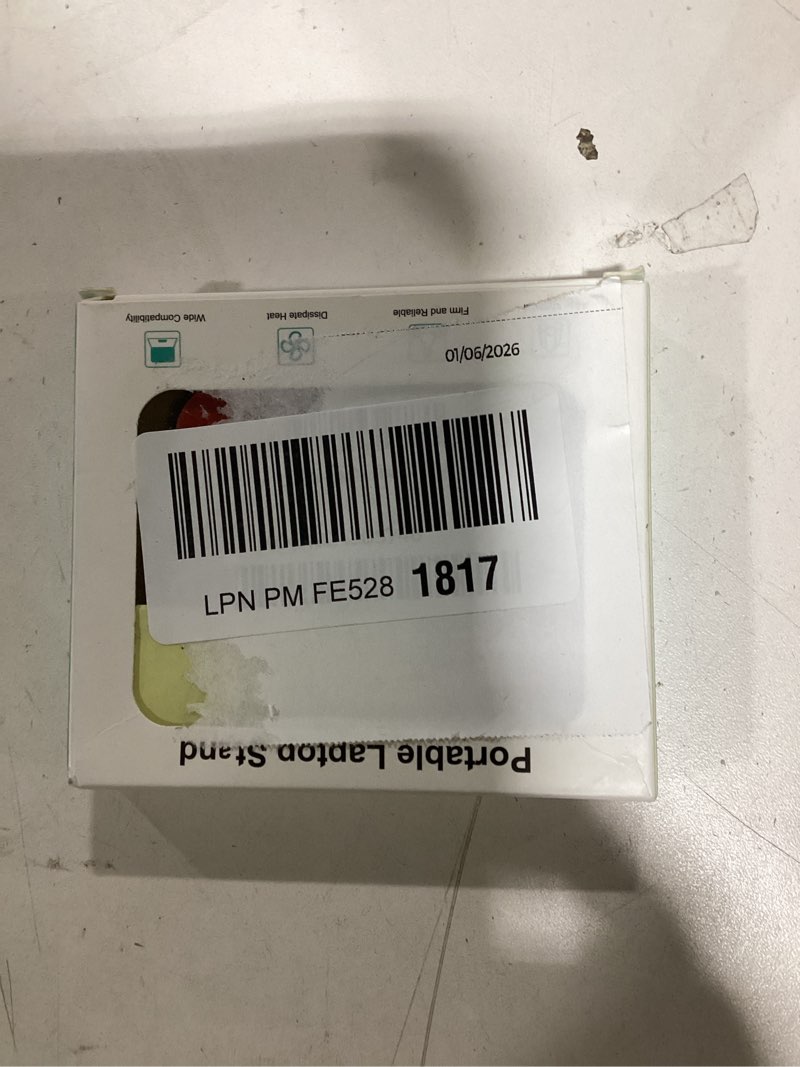 Wide Compatibility
Dissipate Heat
Firm and Reliable
01/06/2026
LPN PM FE528 1817
Portable Laptop Stand